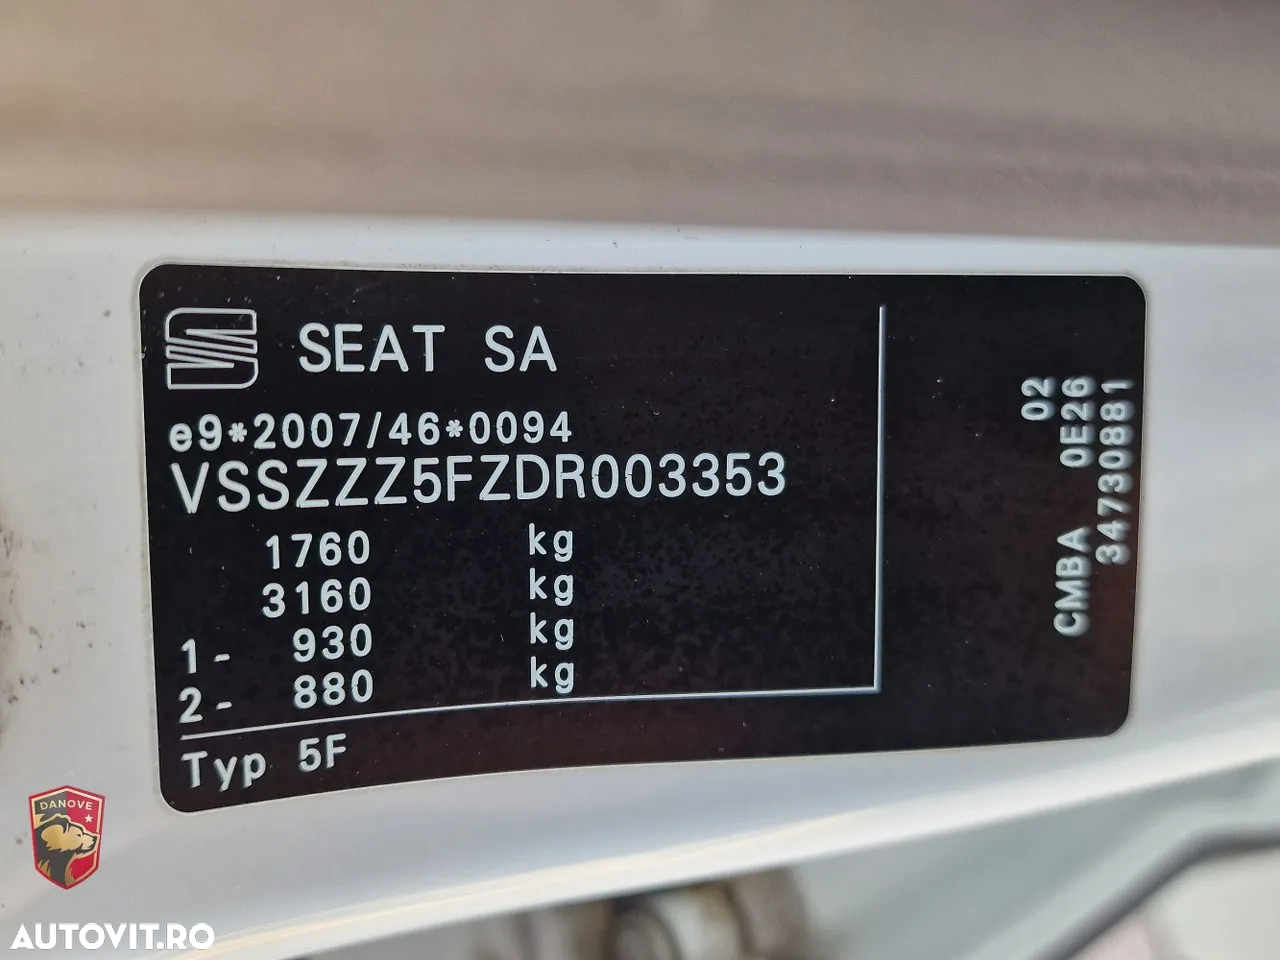 SEAT SA
e9*2007/46*0094
VSSZZZ5FZDR003353
1760 kg
3160 kg
1- 930 kg
2- 880 kg
Typ 5F
02
CMBA 0E26
34730881
DANOVE
AUTOVIT.RO